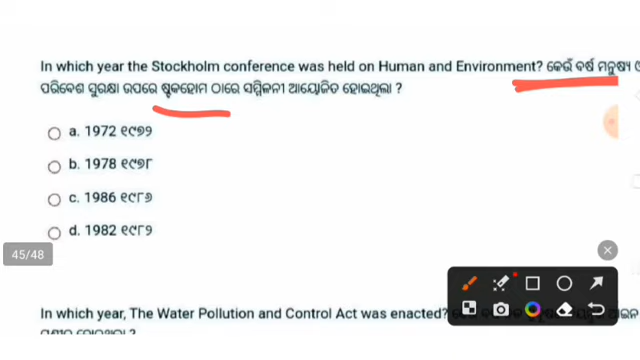 In which year the Stockholm conference was held on Human and Environment? କେଉଁ ବର୍ଷ ମନୁଷ୍ୟ ଓ
ପରିବେଶ ସୁରକ୍ଷା ଉପରେ ଷ୍ଟକହୋମ ଠାରେ ସମ୍ମିଳନୀ ଆୟୋଜିତ ହୋଇଥିଲା ?
a. 1972 ୧୯୭୨
b. 1978 ୧୯୭୮
c. 1986 ୧୯୮୬
d. 1982 ୧୯୮୨
45/48
In which year, The Water Pollution and Control Act was enacted?